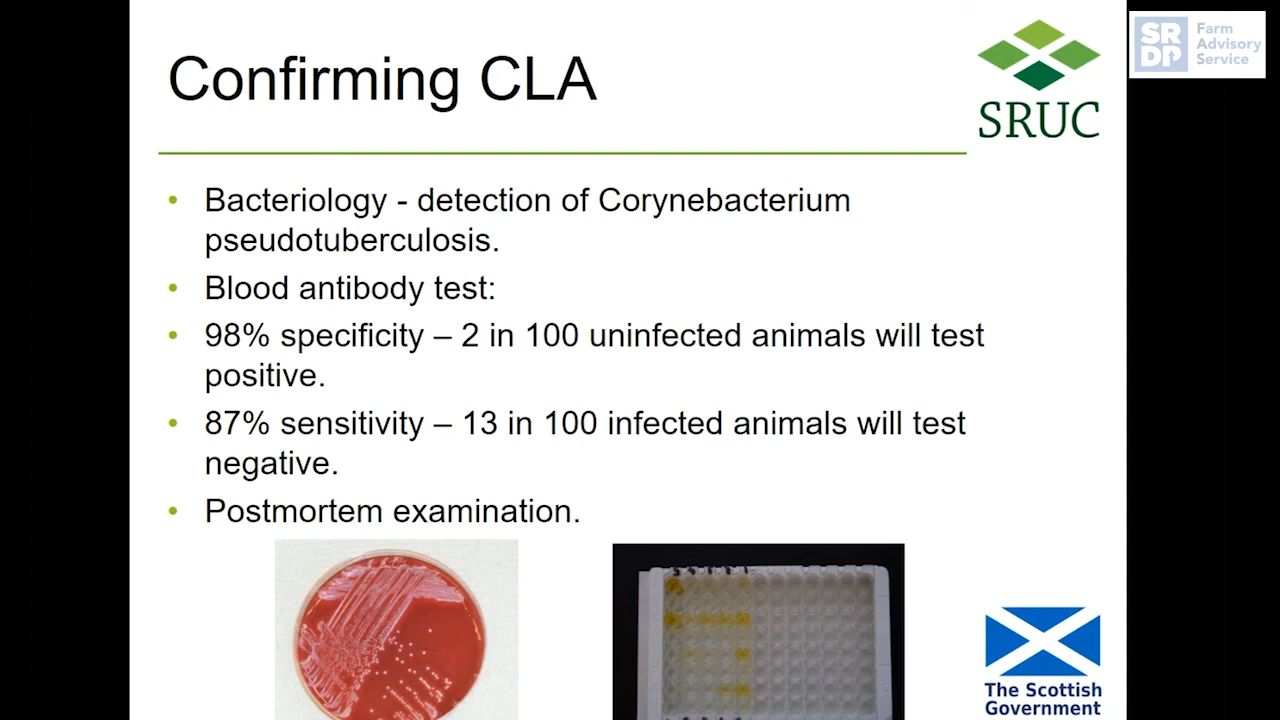 Confirming CLA
SRUC
SR
DP
Farm
Advisory
Service
• Bacteriology - detection of Corynebacterium
pseudotuberculosis.
• Blood antibody test:
• 98% specificity – 2 in 100 uninfected animals will test
positive.
• 87% sensitivity – 13 in 100 infected animals will test
negative.
• Postmortem examination.
The Scottish
Government